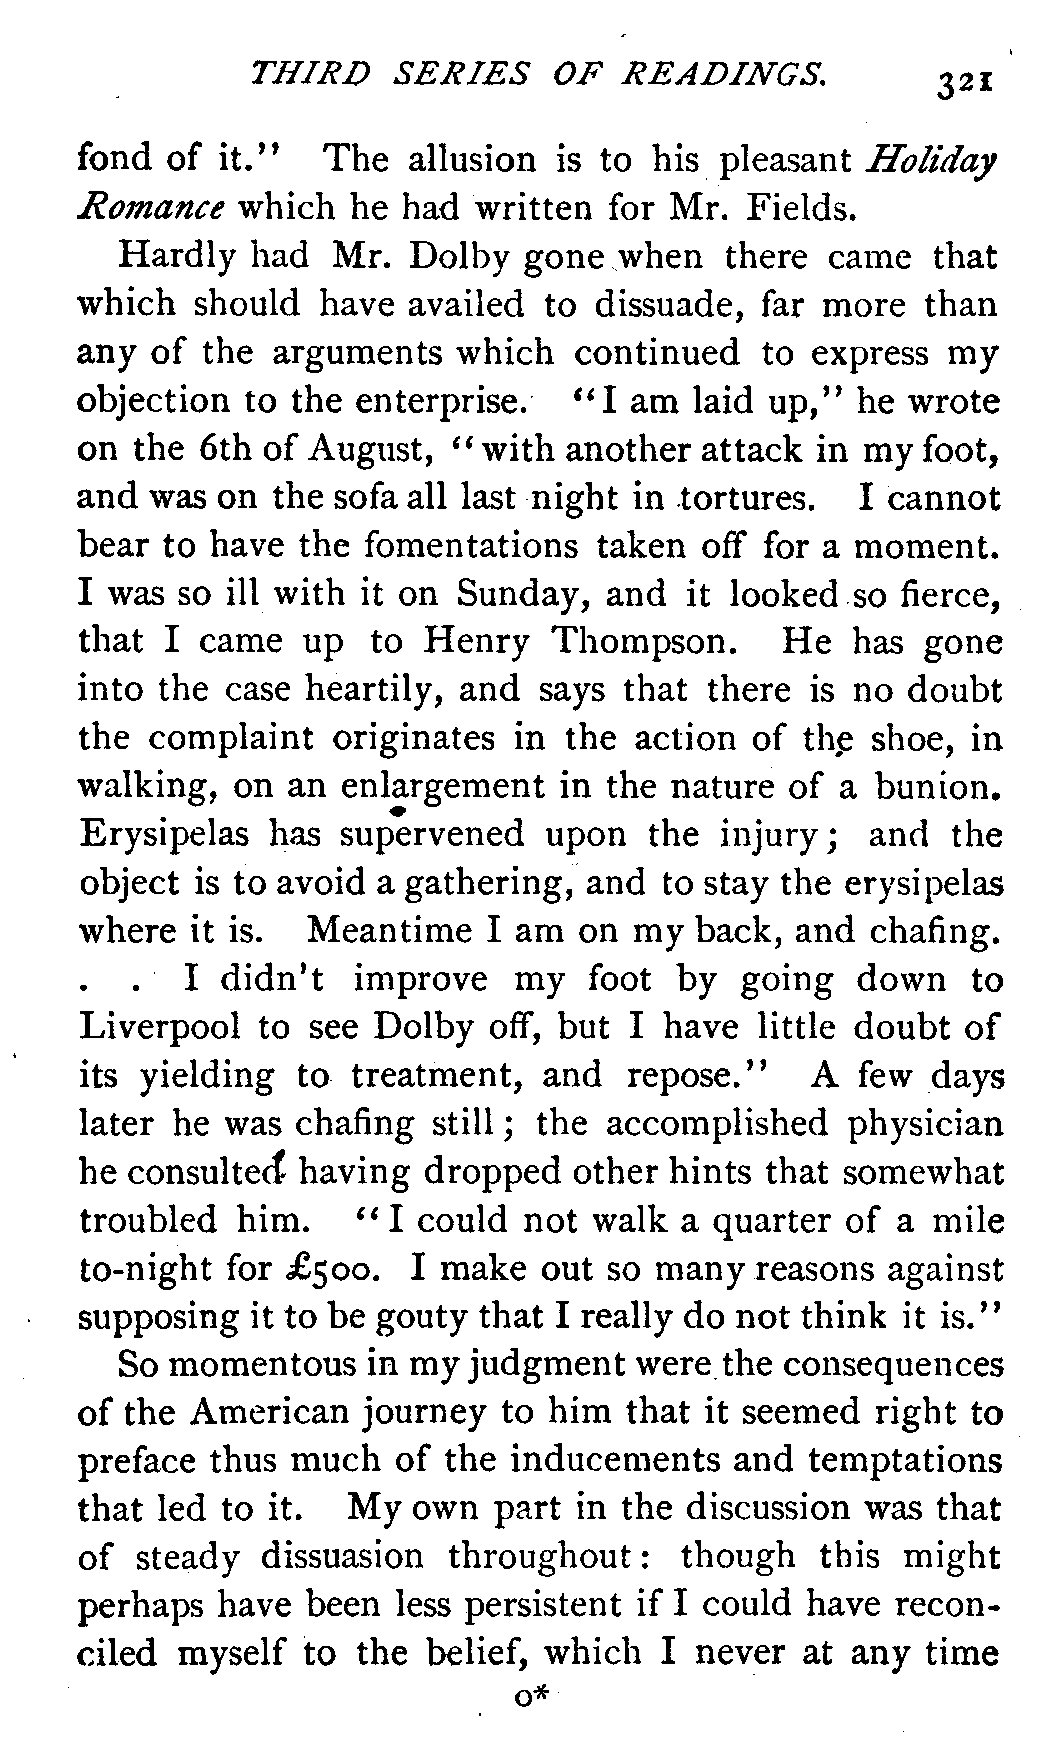 THIRD SERIES OF READINGS. 321
fond of it." The allusion is to his pleasant Holiday
Romance which he had written for Mr. Fields.
Hardly had Mr. Dolby gone when there came that
which should have availed to dissuade, far more than
any of the arguments which continued to express my
objection to the enterprise. "I am laid up," he wrote
on the 6th of August, "with another attack in my foot,
and was on the sofa all last night in tortures. I cannot
bear to have the fomentations taken off for a moment.
I was so ill with it on Sunday, and it looked so fierce,
that I came up to Henry Thompson. He has gone
into the case heartily, and says that there is no doubt
the complaint originates in the action of the shoe, in
walking, on an enlargement in the nature of a bunion.
Erysipelas has supervened upon the injury; and the
object is to avoid a gathering, and to stay the erysipelas
where it is. Meantime I am on my back, and chafing.
. . I didn't improve my foot by going down to
Liverpool to see Dolby off, but I have little doubt of
its yielding to treatment, and repose." A few days
later he was chafing still; the accomplished physician
he consulted having dropped other hints that somewhat
troubled him. "I could not walk a quarter of a mile
to-night for £500. I make out so many reasons against
supposing it to be gouty that I really do not think it is."
So momentous in my judgment were the consequences
of the American journey to him that it seemed right to
preface thus much of the inducements and temptations
that led to it. My own part in the discussion was that
of steady dissuasion throughout: though this might
perhaps have been less persistent if I could have recon-
ciled myself to the belief, which I never at any time
O*